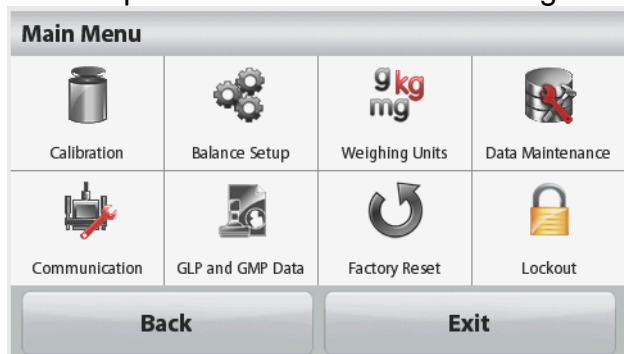 Main Menu
g kg
mg
Calibration
Balance Setup
Weighing Units
Data Maintenance
Communication
GLP and GMP Data
Factory Reset
Lockout
Back
Exit